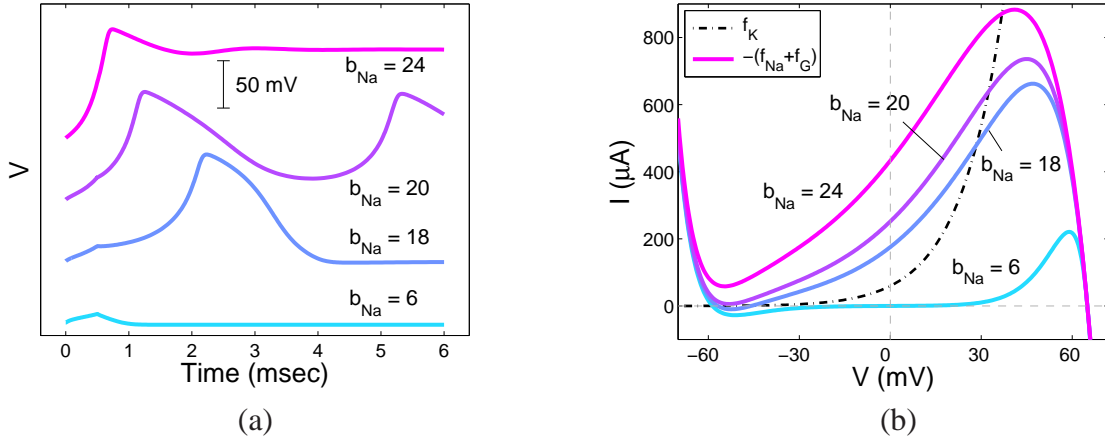 b_Na = 24
50 mV
b_Na = 20
b_Na = 18
b_Na = 6
V
0 1 2 3 4 5 6
Time (msec)
(a)
f_K
−(f_Na+f_G)
800
600
400
200
0
I (μA)
b_Na = 20
b_Na = 18
b_Na = 24
b_Na = 6
−60 −30 0 30 60
V (mV)
(b)